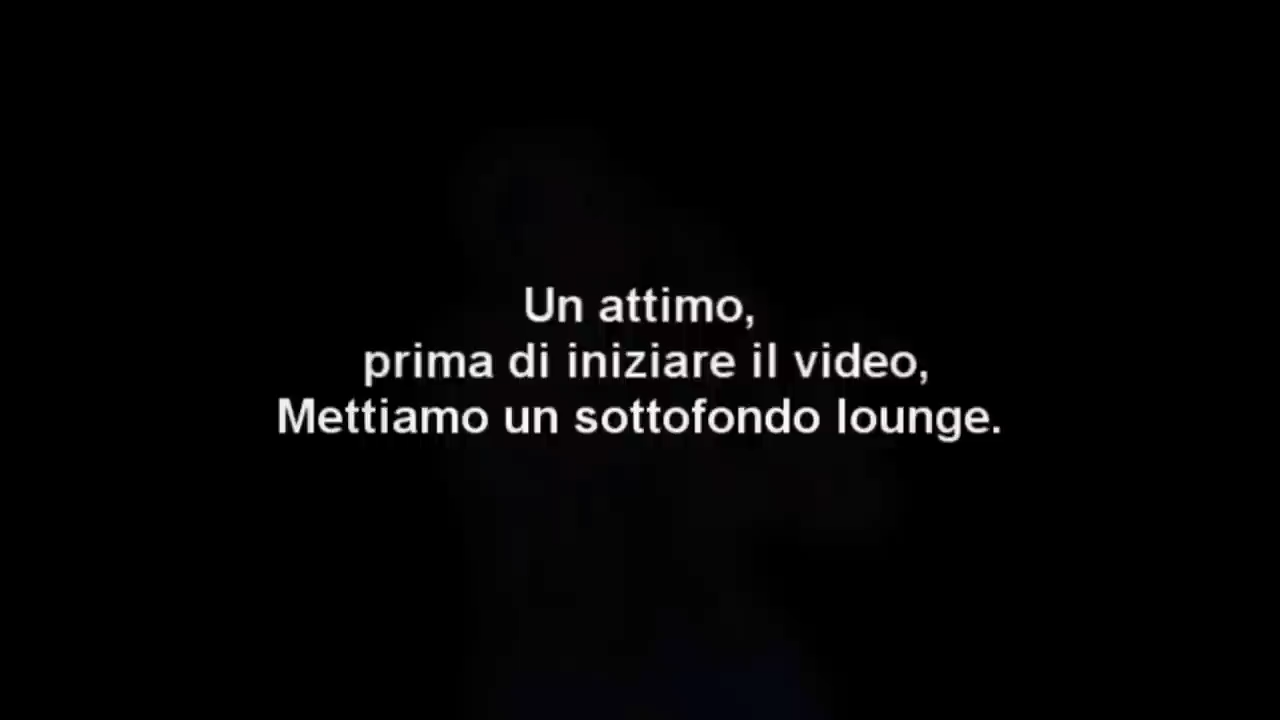 Un attimo,
prima di iniziare il video,
Mettiamo un sottofondo lounge.